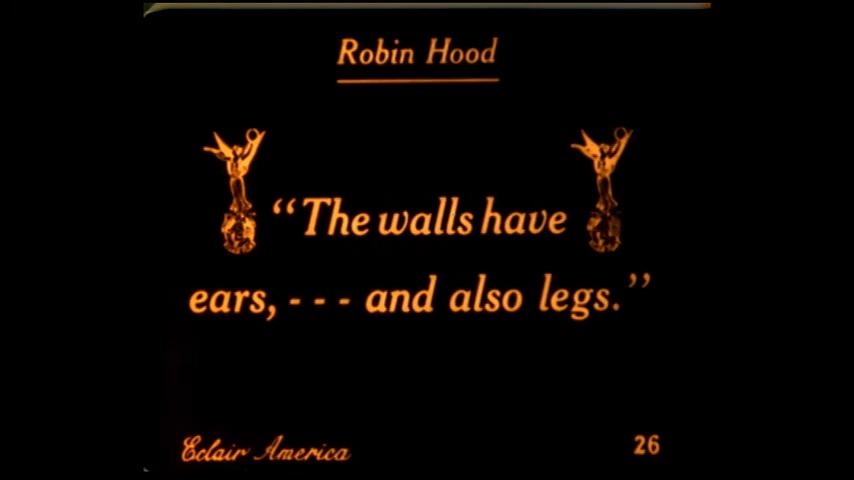 Robin Hood
“The walls have
ears, - - - and also legs.”
Eclair America
26